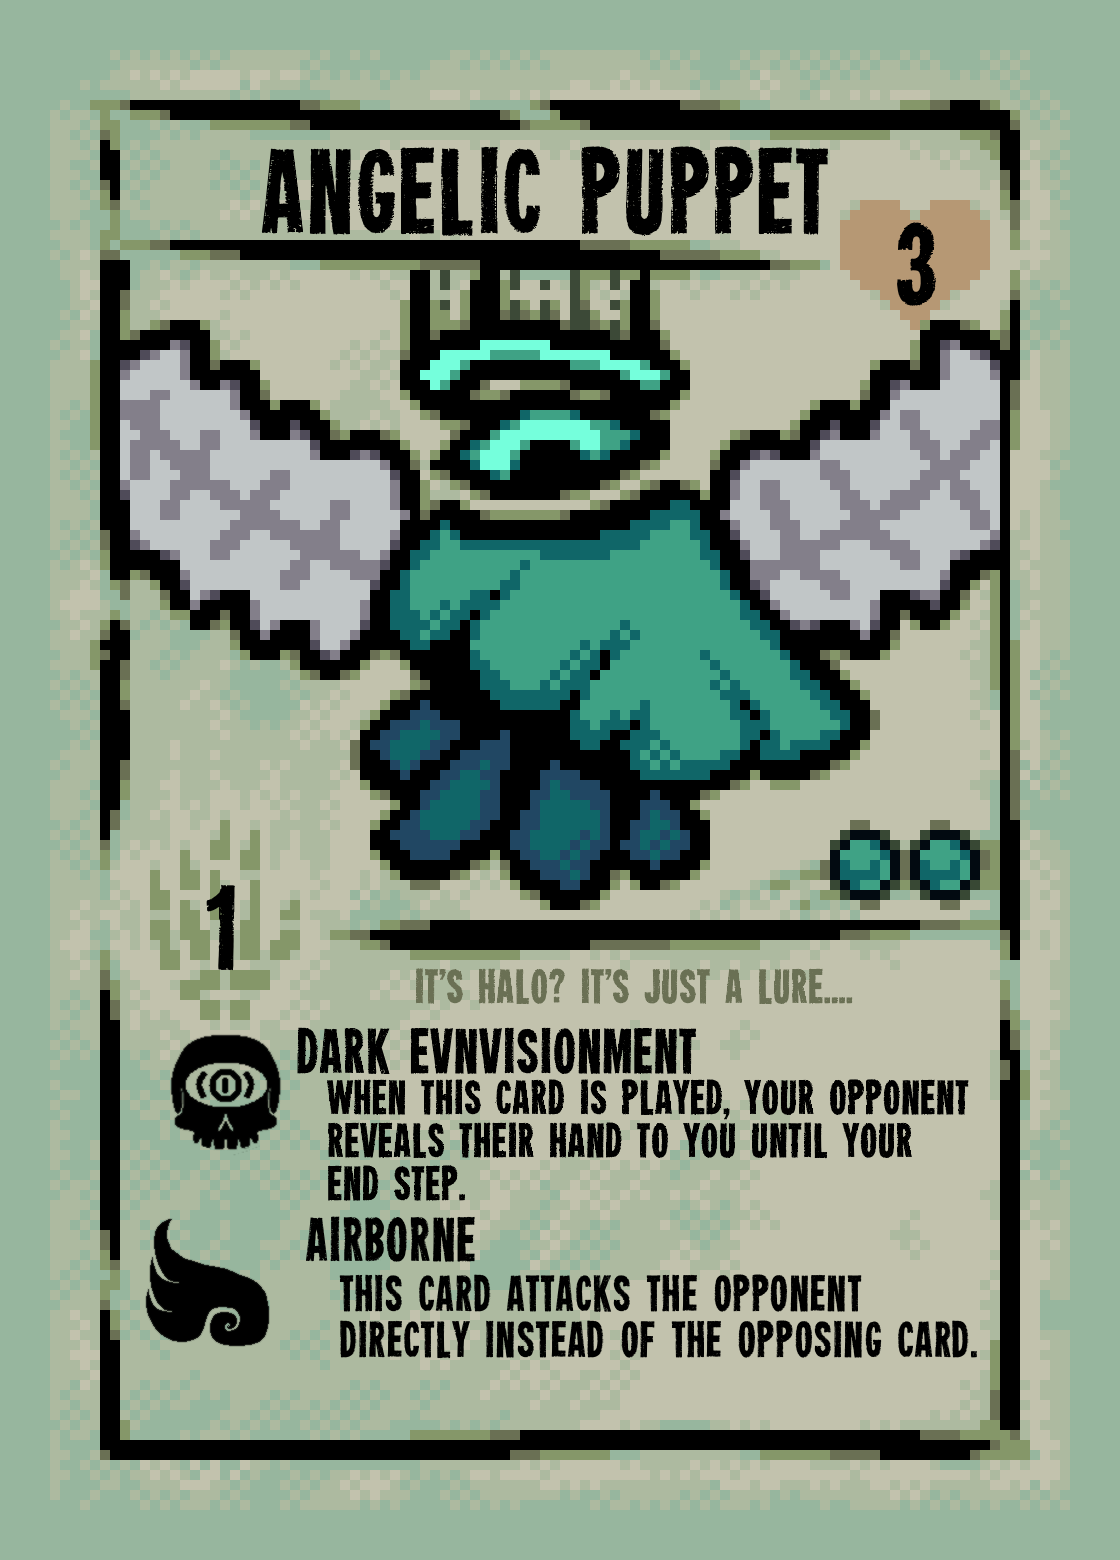 ANGELIC PUPPET
3
1
IT'S HALO? IT'S JUST A LURE....
DARK EVNVISIONMENT
WHEN THIS CARD IS PLAYED, YOUR OPPONENT
REVEALS THEIR HAND TO YOU UNTIL YOUR
END STEP.
AIRBORNE
THIS CARD ATTACKS THE OPPONENT
DIRECTLY INSTEAD OF THE OPPOSING CARD.